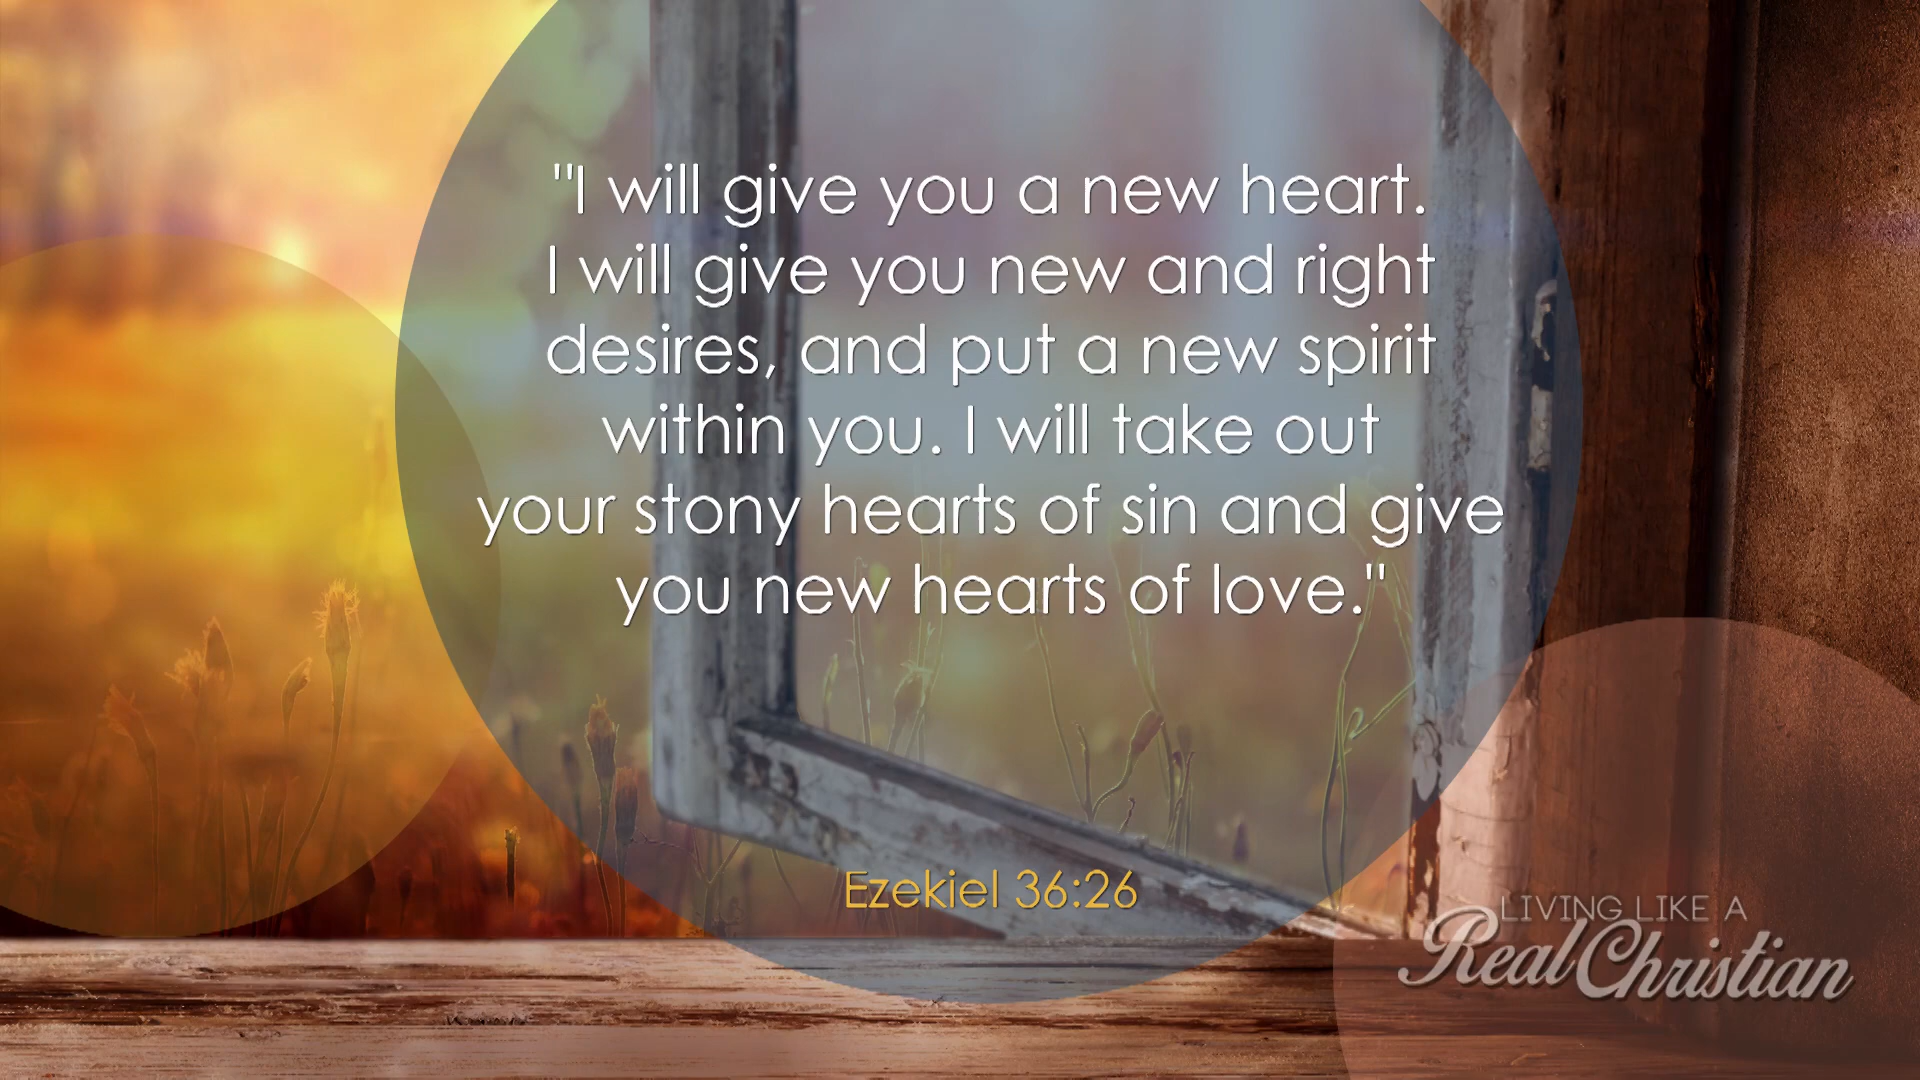 "I will give you a new heart.
I will give you new and right
desires, and put a new spirit
within you. I will take out
your stony hearts of sin and give
you new hearts of love."
Ezekiel 36:26
LIVING LIKE A
Real Christian